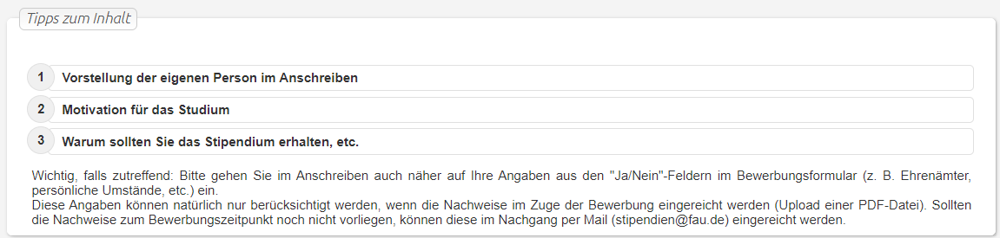 Tipps zum Inhalt
1 Vorstellung der eigenen Person im Anschreiben
2 Motivation für das Studium
3 Warum sollten Sie das Stipendium erhalten, etc.
Wichtig, falls zutreffend: Bitte gehen Sie im Anschreiben auch näher auf Ihre Angaben aus den "Ja/Nein"-Feldern im Bewerbungsformular (z. B. Ehrenämter,
persönliche Umstände, etc.) ein.
Diese Angaben können natürlich nur berücksichtigt werden, wenn die Nachweise im Zuge der Bewerbung eingereicht werden (Upload einer PDF-Datei). Sollten
die Nachweise zum Bewerbungszeitpunkt noch nicht vorliegen, können diese im Nachgang per Mail (stipendien@fau.de) eingereicht werden.